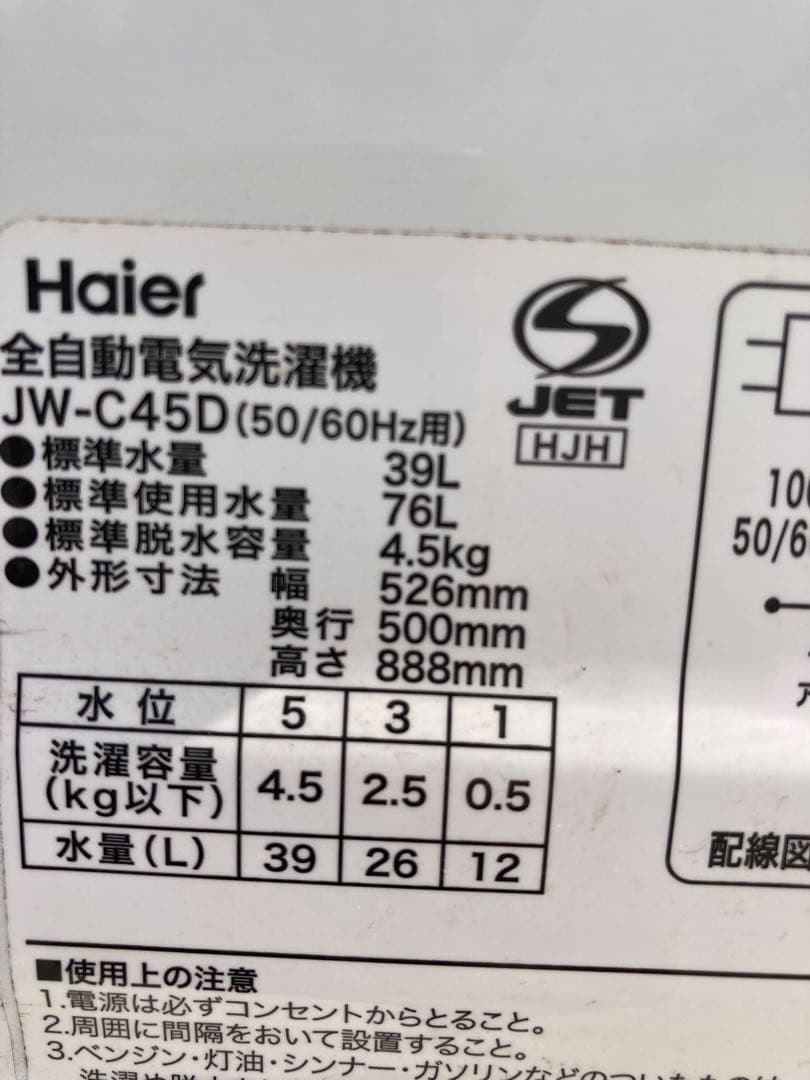 Haier
全自動電気洗濯機
JW-C45D(50/60Hz用)
●標準水量 39L
●標準使用水量 76L
●標準脱水容量 4.5kg
●外形寸法 幅 526mm
奥行 500mm
高さ 888mm
水位 5 3 1
洗濯容量
(kg以下) 4.5 2.5 0.5
水量(L) 39 26 12
JET
HJH
100
50/6
配線図
■使用上の注意
1.電源は必ずコンセントからとること。
2.周囲に間隔をおいて設置すること。
3.ベンジン・灯油・シンナー・ガソリンなどのついたものは